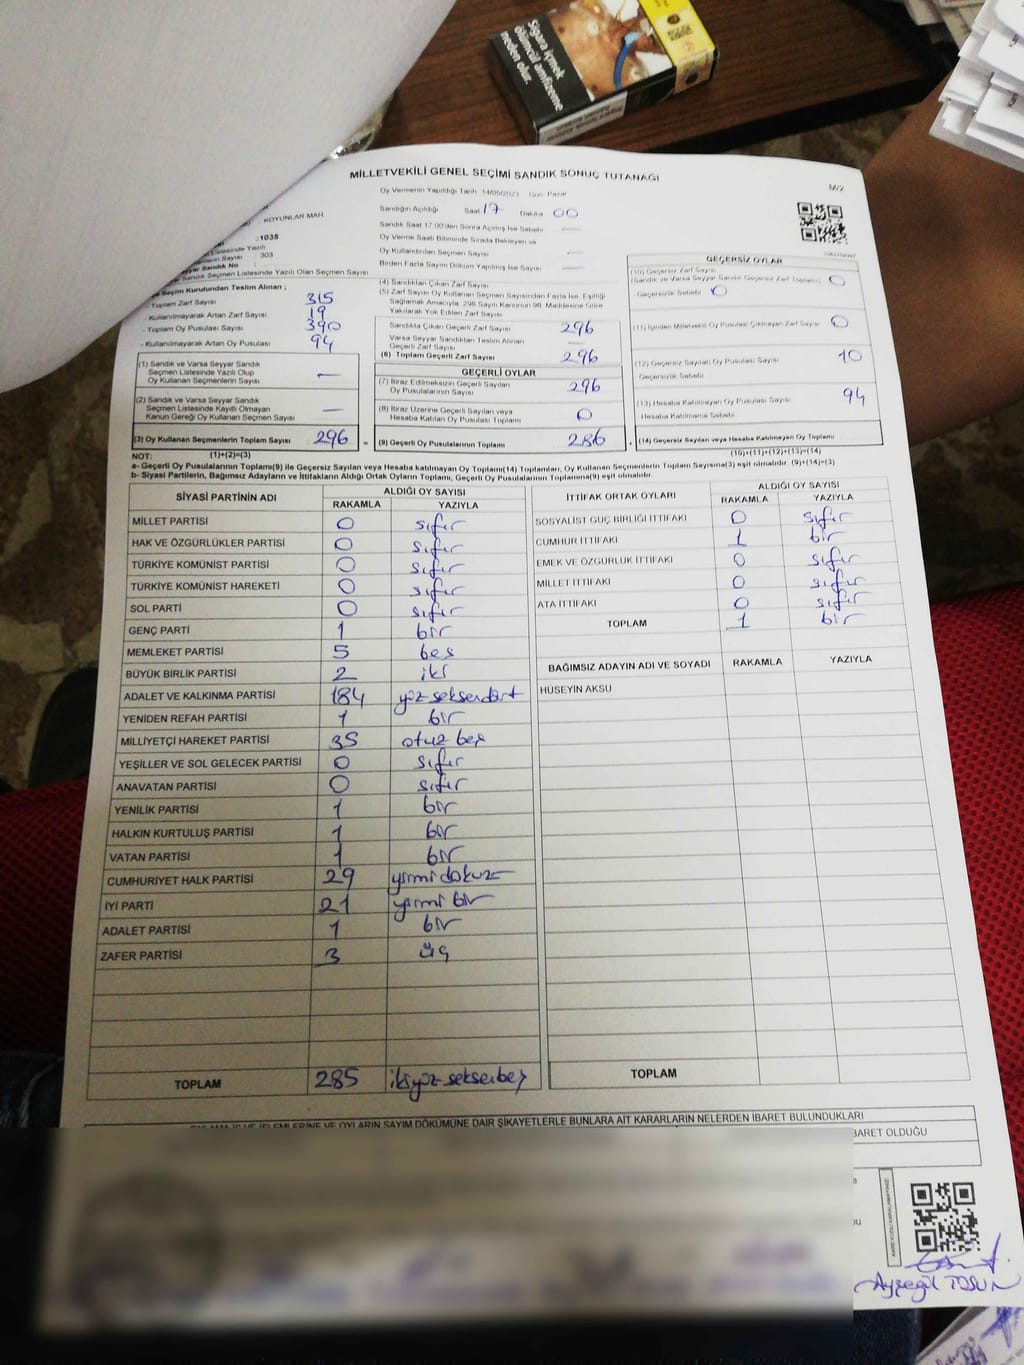 Sigara içmek
ölümcül amfizeme
neden olur.
MİLLETVEKİLİ GENEL SEÇİMİ SANDIK SONUÇ TUTANAĞI
M/2
Oy Vermenin Yapıldığı Tarih :14/05/2023 Gün: Pazar
Sandığın Açıldığı Saat 17 Dakika 00
Sandık Saat 17.00'den Sonra Açılmış İse Sebebi —
Oy Verme Saati Bitiminde Sırada Bekleyen ve
Oy Kullandırılan Seçmen Sayısı —
Birden Fazla Sayım Döküm Yapılmış İse Sayısı —
KOYUNLAR MAH
:1035
Listesinde Yazılı
Seçmen Sayısı : 303
Seyyar Sandık No :
Sandık Seçmen Listesinde Yazılı Olan Seçmen Sayısı
Seçim Kurulundan Teslim Alınan ;
- Toplam Zarf Sayısı 315
- Kullanılmayarak Artan Zarf Sayısı 19
- Toplam Oy Pusulası Sayısı 390
- Kullanılmayarak Artan Oy Pusulası 94
(1) Sandık ve Varsa Seyyar Sandık
Seçmen Listesinde Yazılı Olup
Oy Kullanan Seçmenlerin Sayısı —
(2) Sandık ve Varsa Seyyar Sandık
Seçmen Listesinde Kayıtlı Olmayan
Kanun Gereği Oy Kullanan Seçmen Sayısı —
(3) Oy Kullanan Seçmenlerin Toplam Sayısı 296 =
(4) Sandıktan Çıkan Zarf Sayısı
(5) Zarf Sayısı Oy Kullanan Seçmen Sayısından Fazla İse, Eşitliği
Sağlamak Amacıyla, 298 Sayılı Kanunun 98. Maddesine Göre
Yakılarak Yok Edilen Zarf Sayısı
Sandıkta Çıkan Geçerli Zarf Sayısı 296
Varsa Seyyar Sandıktan Teslim Alınan
Geçerli Zarf Sayısı —
(6) Toplam Geçerli Zarf Sayısı 296
GEÇERLİ OYLAR
(7) İtiraz Edilmeksizin Geçerli Sayılan
Oy Pusulalarının Sayısı 296
(8) İtiraz Üzerine Geçerli Sayılan veya
Hesaba Katılan Oy Pusulası Toplamı 0
(9) Geçerli Oy Pusulalarının Toplamı 286 +
GEÇERSİZ OYLAR
(10) Geçersiz Zarf Sayısı
(Sandık ve Varsa Seyyar Sandık Geçersiz Zarf Toplamı) 0
Geçersizlik Sebebi 0
(11) İçinden Milletvekili Oy Pusulası Çıkmayan Zarf Sayısı 0
(12) Geçersiz Sayılan Oy Pusulası Sayısı 10
Geçersizlik Sebebi
(13) Hesaba Katılmayan Oy Pusulası Sayısı 94
Hesaba Katılmama Sebebi
(14) Geçersiz Sayılan veya Hesaba Katılmayan Oy Toplamı
NOT: (1)+(2)=(3) (10)+(11)+(12)+(13)=(14)
a- Geçerli Oy Pusulalarının Toplamı(9) ile Geçersiz Sayılan veya Hesaba katılmayan Oy Toplamı(14) Toplamları, Oy Kullanan Seçmenlerin Toplam Sayısına(3) eşit olmalıdır. (9)+(14)=(3)
b- Siyasi Partilerin, Bağımsız Adayların ve İttifakların Aldığı Ortak Oyların Toplamı, Geçerli Oy Pusulalarının Toplamına(9) eşit olmalıdır.
SİYASİ PARTİNİN ADI ALDIĞI OY SAYISI
RAKAMLA YAZIYLA
MİLLET PARTİSİ 0 sıfır
HAK VE ÖZGÜRLÜKLER PARTİSİ 0 sıfır
TÜRKİYE KOMÜNİST PARTİSİ 0 sıfır
TÜRKİYE KOMÜNİST HAREKETİ 0 sıfır
SOL PARTİ 0 sıfır
GENÇ PARTİ 1 bir
MEMLEKET PARTİSİ 5 beş
BÜYÜK BİRLİK PARTİSİ 2 iki
ADALET VE KALKINMA PARTİSİ 184 yüz seksendört
YENİDEN REFAH PARTİSİ 1 bir
MİLLİYETÇİ HAREKET PARTİSİ 35 otuz beş
YEŞİLLER VE SOL GELECEK PARTİSİ 0 sıfır
ANAVATAN PARTİSİ 0 sıfır
YENİLİK PARTİSİ 1 bir
HALKIN KURTULUŞ PARTİSİ 1 bir
VATAN PARTİSİ 1 bir
CUMHURİYET HALK PARTİSİ 29 yirmi dokuz
İYİ PARTİ 21 yirmi bir
ADALET PARTİSİ 1 bir
ZAFER PARTİSİ 3 üç
TOPLAM 285 ikiyüz seksenbeş
İTTİFAK ORTAK OYLARI ALDIĞI OY SAYISI
RAKAMLA YAZIYLA
SOSYALİST GÜÇ BİRLİĞİ İTTİFAKI 0 sıfır
CUMHUR İTTİFAKI 1 bir
EMEK VE ÖZGÜRLÜK İTTİFAKI 0 sıfır
MİLLET İTTİFAKI 0 sıfır
ATA İTTİFAKI 0 sıfır
TOPLAM 1 bir
BAĞIMSIZ ADAYIN ADI VE SOYADI RAKAMLA YAZIYLA
HÜSEYİN AKSU
TOPLAM
İŞLEMLERİNE VE OYLARIN SAYIM DÖKÜMÜNE DAİR ŞİKAYETLERLE BUNLARA AİT KARARLARIN NELERDEN İBARET BULUNDUKLARI
BARET OLDUĞU
Ayşegül TOSUN